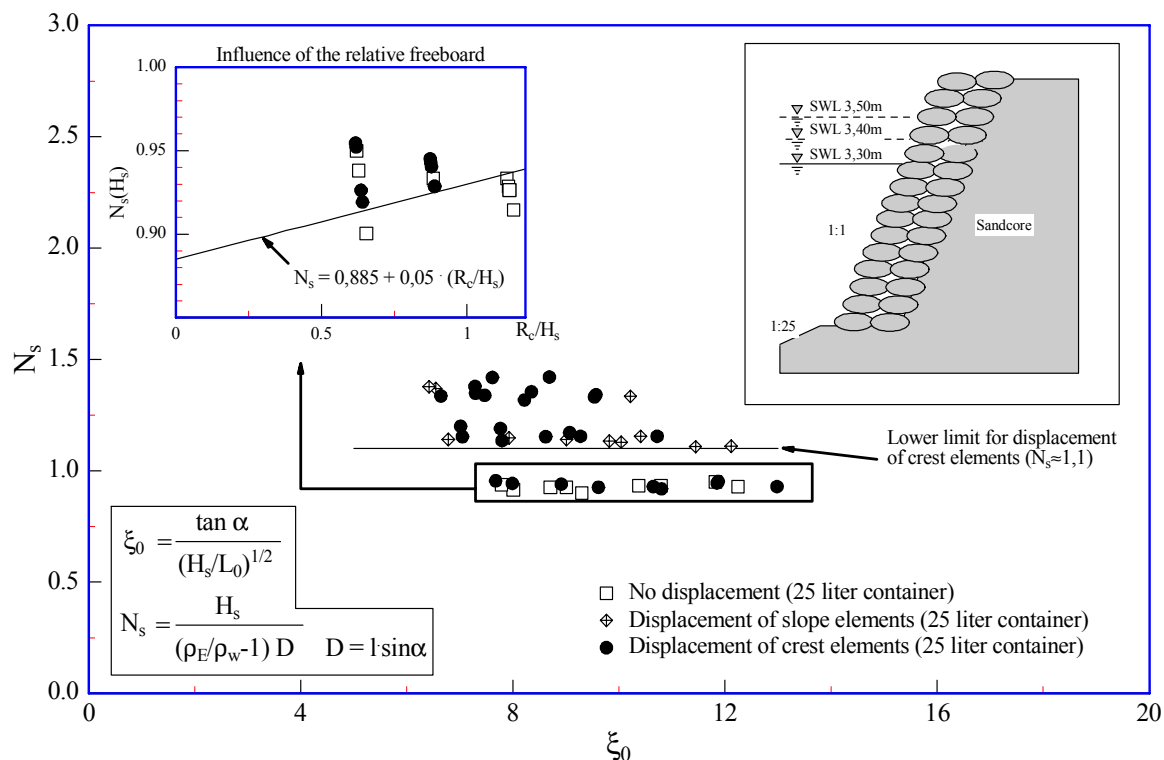 3.0
2.5
2.0
1.5
1.0
0.5
0.0
N_s
0
4
8
12
16
20
ξ_0
Influence of the relative freeboard
1.00
0.95
0.90
N_s(H_s)
0
0.5
1
R_c/H_s
N_s = 0,885 + 0,05 · (R_c/H_s)
SWL 3,50m
SWL 3,40m
SWL 3,30m
1:1
Sandcore
1:25
Lower limit for displacement
of crest elements (N_s≈1,1)
ξ_0 = tan α / (H_s/L_0)^1/2
N_s = H_s / (ρ_E/ρ_w-1) D D = l·sinα
No displacement (25 liter container)
Displacement of slope elements (25 liter container)
Displacement of crest elements (25 liter container)